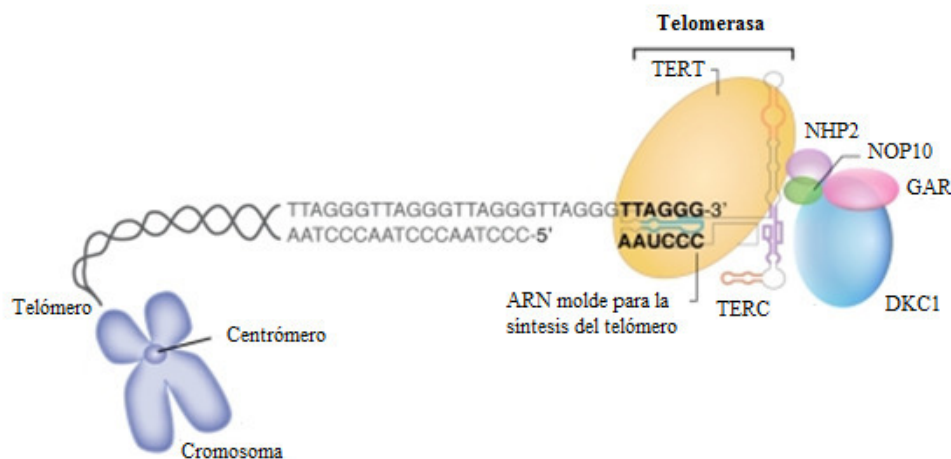 Telomerasa
TERT
NHP2
NOP10
GAR
TTAGGGTTAGGGTTAGGGTTAGGGTTAGGG-3’
AATCCCAATCCCAATCCC-5’
AAUCCC
Telómero
ARN molde para la
síntesis del telómero
TERC
DKC1
Centrómero
Cromosoma